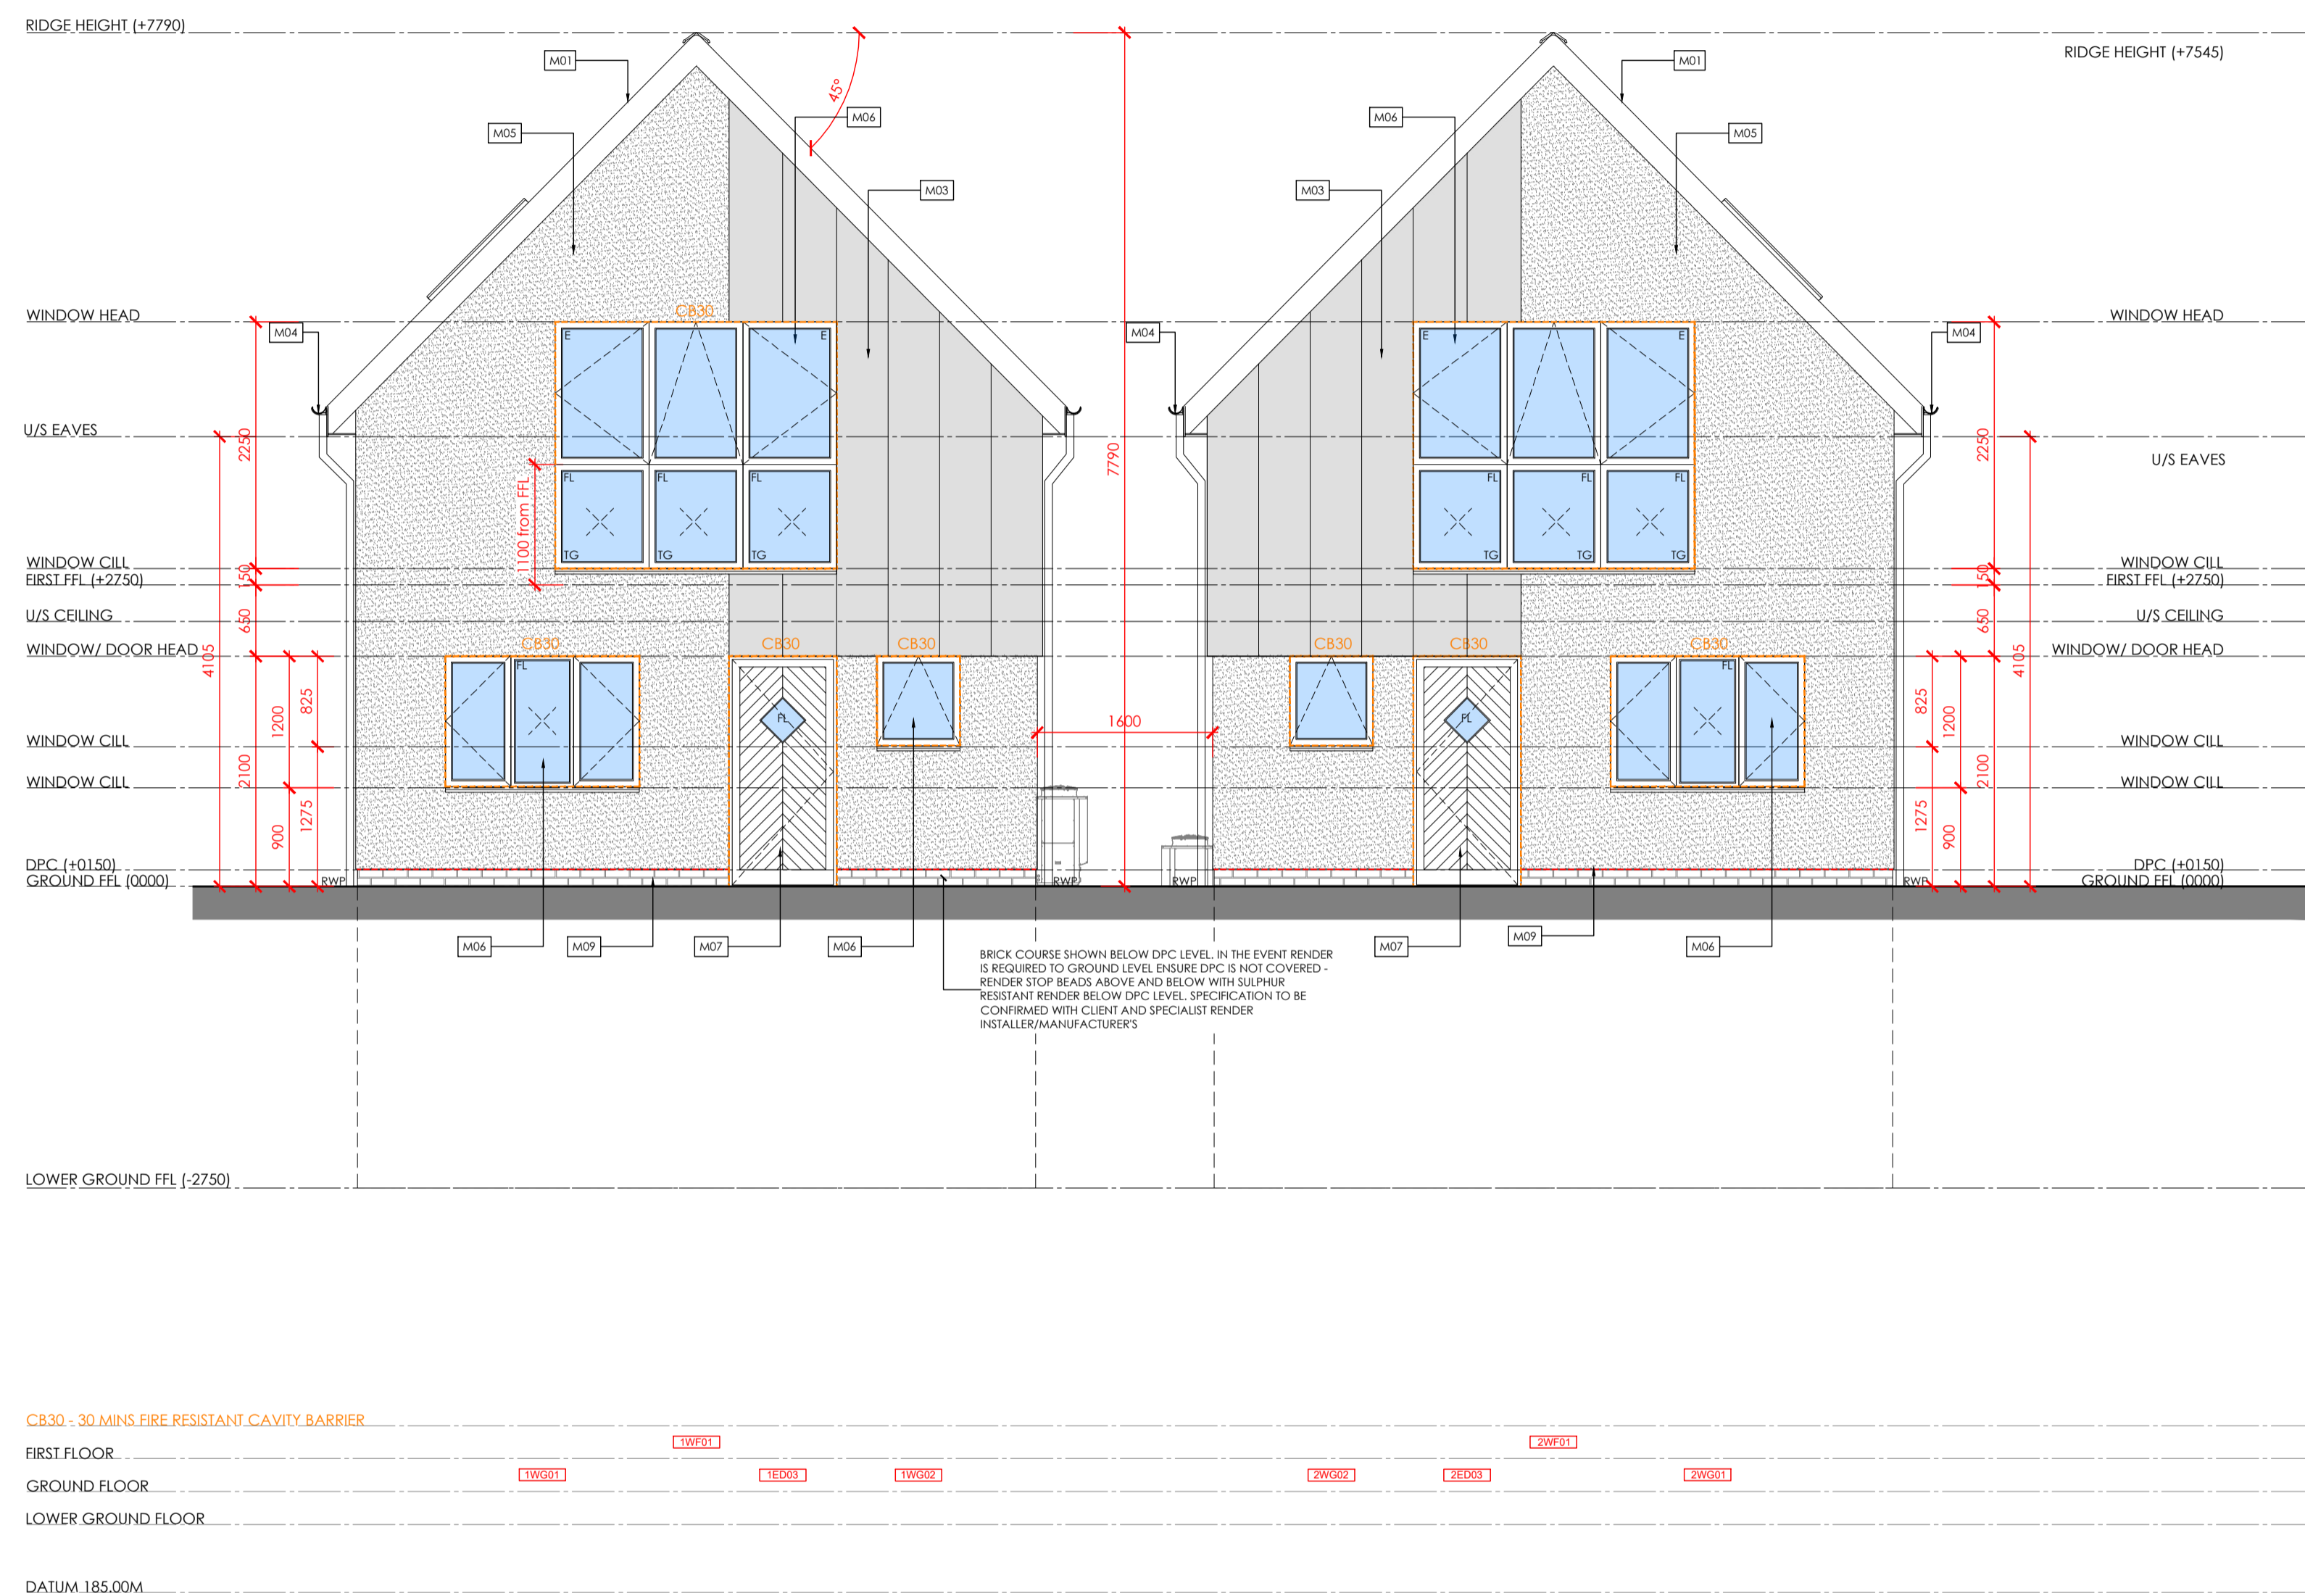 RIDGE HEIGHT (+7790)
RIDGE HEIGHT (+7545)
M01
M01
45°
M05
M06
M06
M05
M03
M03
WINDOW HEAD
CB30
WINDOW HEAD
M04
M04
M04
E
E
E
E
U/S EAVES
2250
7790
2250
U/S EAVES
1100 from FFL
FL
FL
FL
FL
FL
FL
TG
TG
TG
TG
TG
TG
WINDOW CILL
WINDOW CILL
FIRST FFL (+2750)
150
150
FIRST FFL (+2750)
U/S CEILING
650
650
U/S CEILING
WINDOW/ DOOR HEAD
CB30
CB30
CB30
CB30
CB30
CB30
WINDOW/ DOOR HEAD
4105
4105
FL
FL
825
1200
825
1200
FL
FL
1600
WINDOW CILL
WINDOW CILL
2100
2100
WINDOW CILL
WINDOW CILL
900
1275
1275
900
DPC (+0150)
DPC (+0150)
GROUND FFL (0000)
RWP
RWP
RWP
RWP
GROUND FFL (0000)
M06
M09
M07
M06
M07
M09
M06
BRICK COURSE SHOWN BELOW DPC LEVEL. IN THE EVENT RENDER
IS REQUIRED TO GROUND LEVEL ENSURE DPC IS NOT COVERED -
RENDER STOP BEADS ABOVE AND BELOW WITH SULPHUR
RESISTANT RENDER BELOW DPC LEVEL. SPECIFICATION TO BE
CONFIRMED WITH CLIENT AND SPECIALIST RENDER
INSTALLER/MANUFACTURER'S
LOWER GROUND FFL (-2750)
CB30 - 30 MINS FIRE RESISTANT CAVITY BARRIER
1WF01
2WF01
FIRST FLOOR
1WG01
1ED03
1WG02
2WG02
2ED03
2WG01
GROUND FLOOR
LOWER GROUND FLOOR
DATUM 185.00M